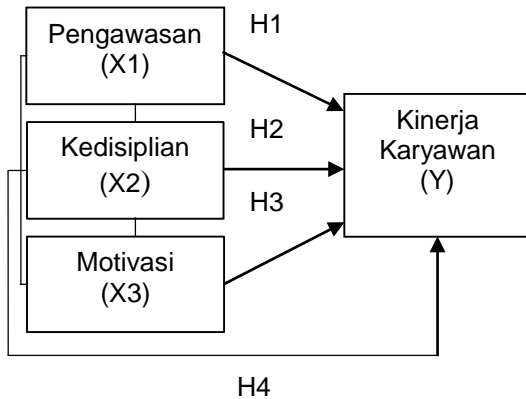 Pengawasan
(X1)
H1
Kedisiplian
(X2)
H2
Motivasi
(X3)
H3
Kinerja
Karyawan
(Y)
H4